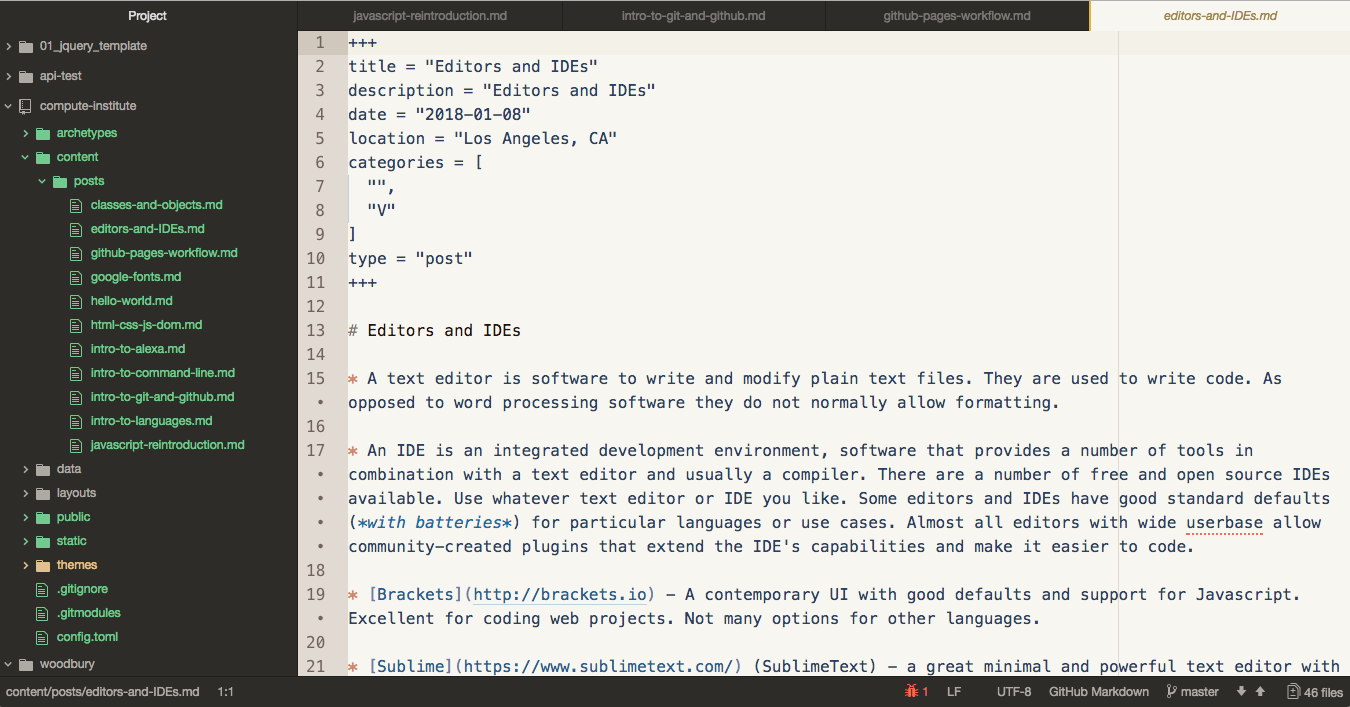 Project
javascript-reintroduction.md
intro-to-git-and-github.md
github-pages-workflow.md
editors-and-IDEs.md
01_jquery_template
api-test
compute-institute
archetypes
content
posts
classes-and-objects.md
editors-and-IDEs.md
github-pages-workflow.md
google-fonts.md
hello-world.md
html-css-js-dom.md
intro-to-alexa.md
intro-to-command-line.md
intro-to-git-and-github.md
intro-to-languages.md
javascript-reintroduction.md
data
layouts
public
static
themes
.gitignore
.gitmodules
config.toml
woodbury
1 +++
2 title = "Editors and IDEs"
3 description = "Editors and IDEs"
4 date = "2018-01-08"
5 location = "Los Angeles, CA"
6 categories = [
7 "",
8 "V"
9 ]
10 type = "post"
11 +++
12
13 # Editors and IDEs
14
15 * A text editor is software to write and modify plain text files. They are used to write code. As
• opposed to word processing software they do not normally allow formatting.
16
17 * An IDE is an integrated development environment, software that provides a number of tools in
• combination with a text editor and usually a compiler. There are a number of free and open source IDEs
• available. Use whatever text editor or IDE you like. Some editors and IDEs have good standard defaults
• (*with batteries*) for particular languages or use cases. Almost all editors with wide userbase allow
• community-created plugins that extend the IDE's capabilities and make it easier to code.
18
19 * [Brackets](http://brackets.io) - A contemporary UI with good defaults and support for Javascript.
• Excellent for coding web projects. Not many options for other languages.
20
21 * [Sublime](https://www.sublimetext.com/) (SublimeText) - a great minimal and powerful text editor with
content/posts/editors-and-IDEs.md 1:1
1 LF UTF-8 GitHub Markdown master 46 files